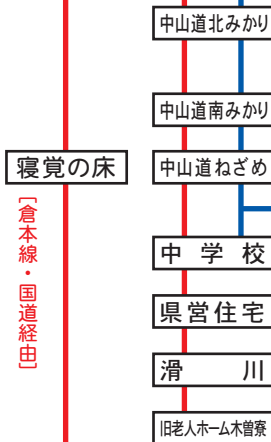 中山道北みかり
中山道南みかり
寝覚の床
中山道ねざめ
［倉本線・国道経由］
中学校
県営住宅
滑川
旧老人ホーム木曽寮